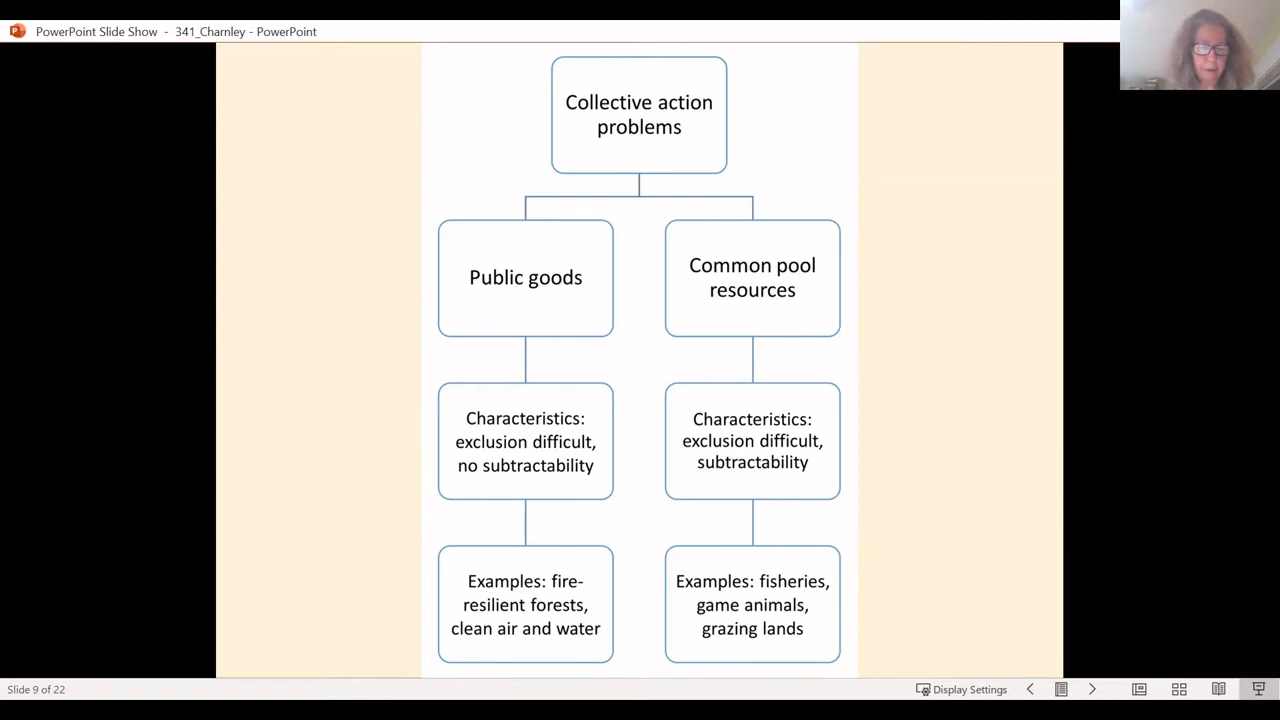 PowerPoint Slide Show - 341_Charnley - PowerPoint
Collective action
problems
Public goods
Common pool
resources
Characteristics:
exclusion difficult,
no subtractability
Characteristics:
exclusion difficult,
subtractability
Examples: fire-
resilient forests,
clean air and water
Examples: fisheries,
game animals,
grazing lands
Slide 9 of 22
Display Settings